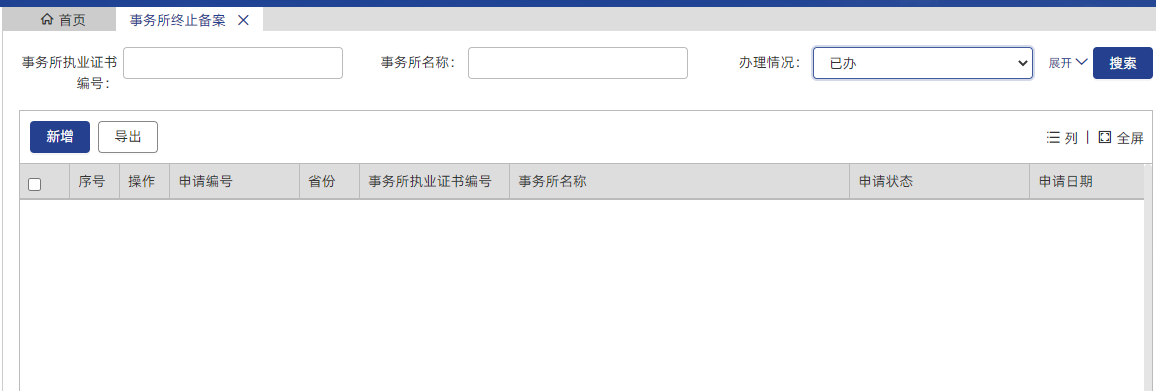 首页
事务所终止备案
事务所执业证书
编号：
事务所名称：
办理情况：
已办
展开
搜索
新增
导出
列 | 全屏
序号 操作 申请编号 省份 事务所执业证书编号 事务所名称 申请状态 申请日期